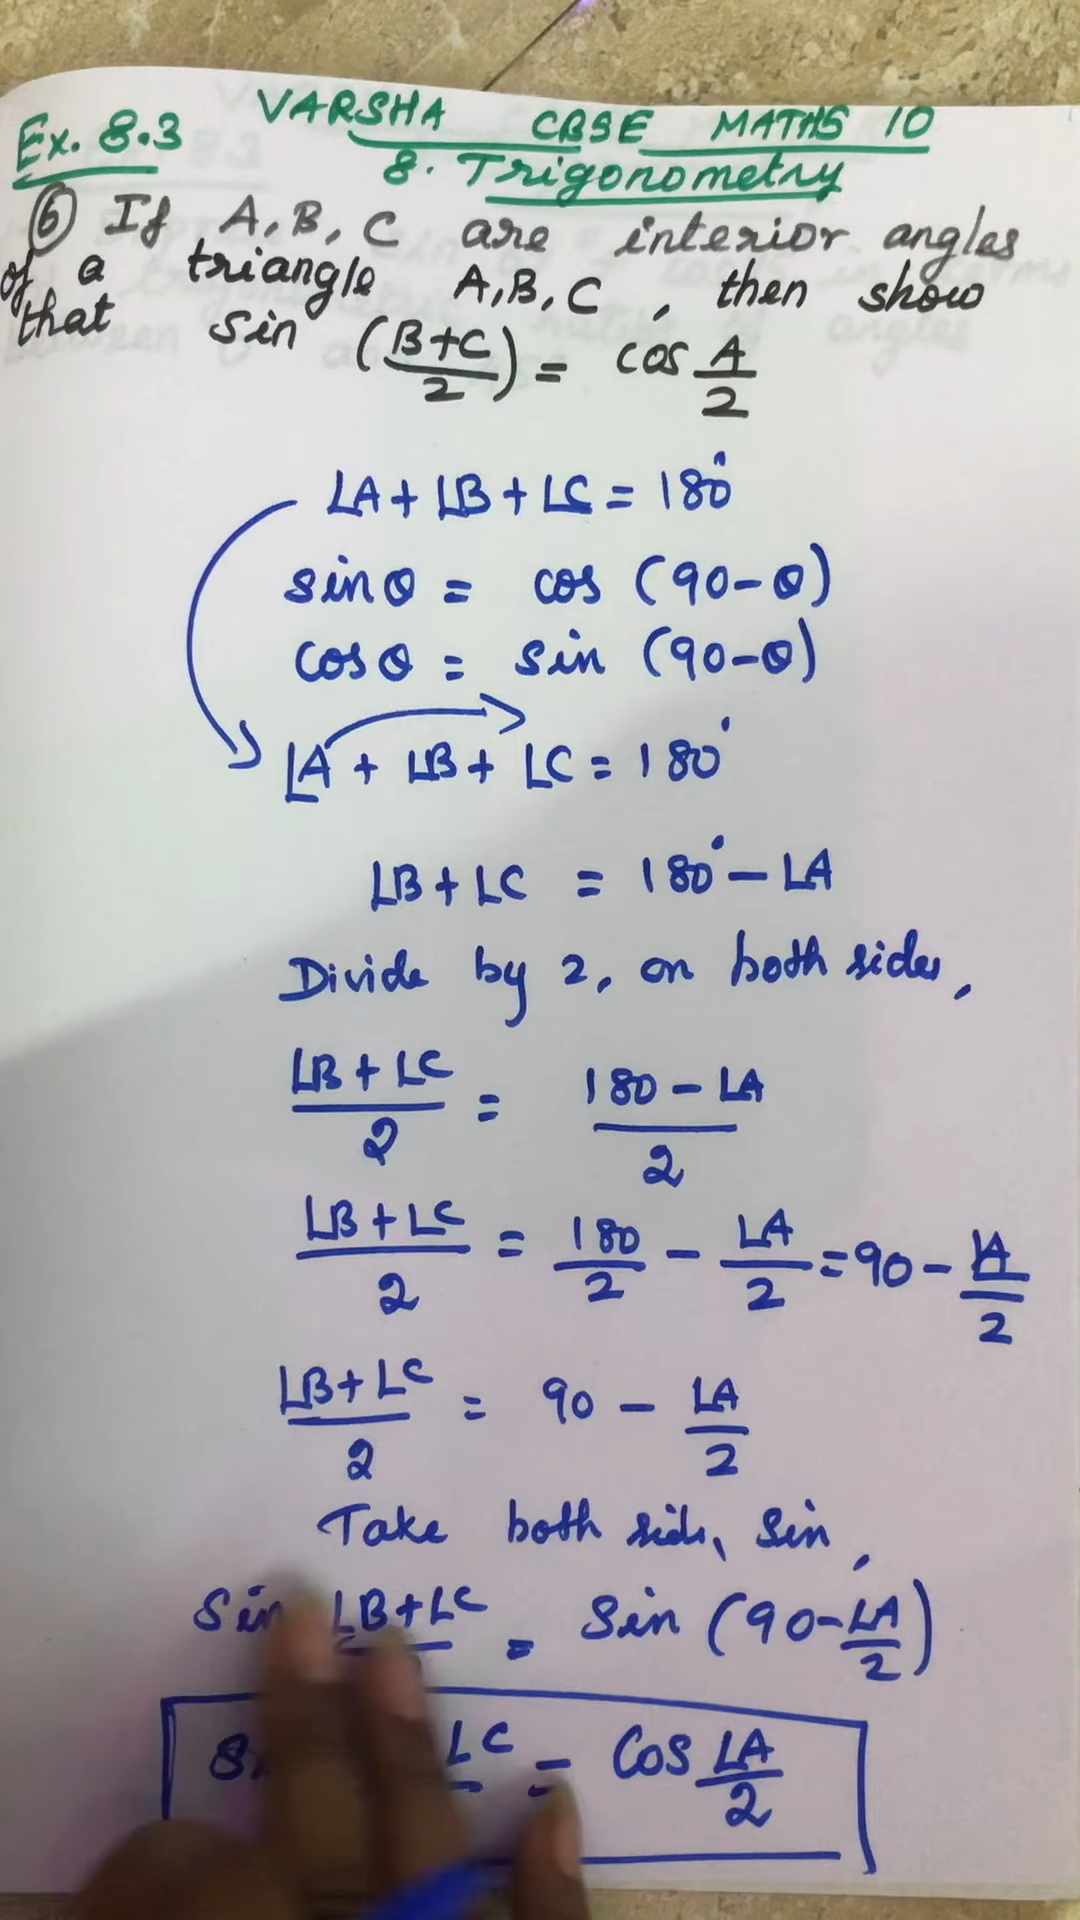 VARSHA CBSE MATHS 10
Ex. 8.3
8. Trigonometry
⑥ If A, B, C are interior angles
of a triangle A, B, C, then show
that sin (B+C/2) = cos A/2
∠A + ∠B + ∠C = 180°
sinθ = cos (90-θ)
cosθ = sin (90-θ)
∠A + ∠B + ∠C = 180°
∠B + ∠C = 180° - ∠A
Divide by 2, on both sides,
∠B + ∠C/2 = 180 - ∠A/2
∠B + ∠C/2 = 180/2 - ∠A/2 = 90 - ∠A/2
∠B + ∠C/2 = 90 - ∠A/2
Take both side, Sin,
Sin ∠B + ∠C = Sin (90 - ∠A/2)
∠C = Cos ∠A/2